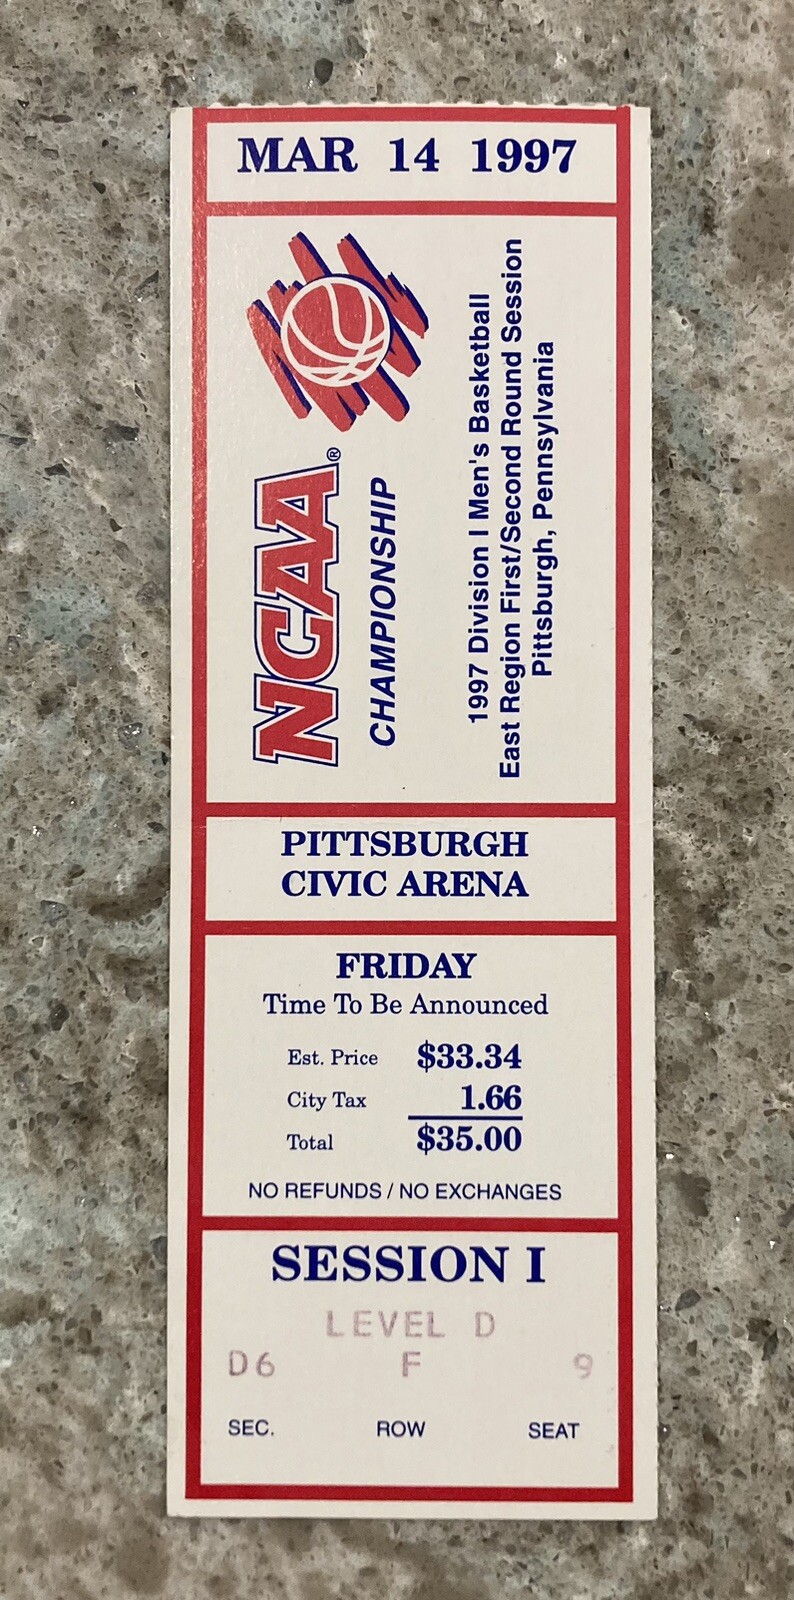 MAR 14 1997
NCAA®
CHAMPIONSHIP
1997 Division I Men's Basketball
East Region First/Second Round Session
Pittsburgh, Pennsylvania
PITTSBURGH
CIVIC ARENA
FRIDAY
Time To Be Announced
Est. Price $33.34
City Tax 1.66
Total $35.00
NO REFUNDS / NO EXCHANGES
SESSION I
LEVEL D
D6 F 9
SEC. ROW SEAT